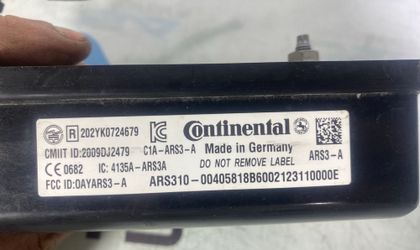 R 202YK0724679 Continental
CMIIT ID:2009DJ2479 C1A-ARS3-A Made in Germany
CE 0682 IC: 4135A-ARS3A DO NOT REMOVE LABEL ARS3-A
FCC ID:OAYARS3-A ARS310-00405818B6002123110000E